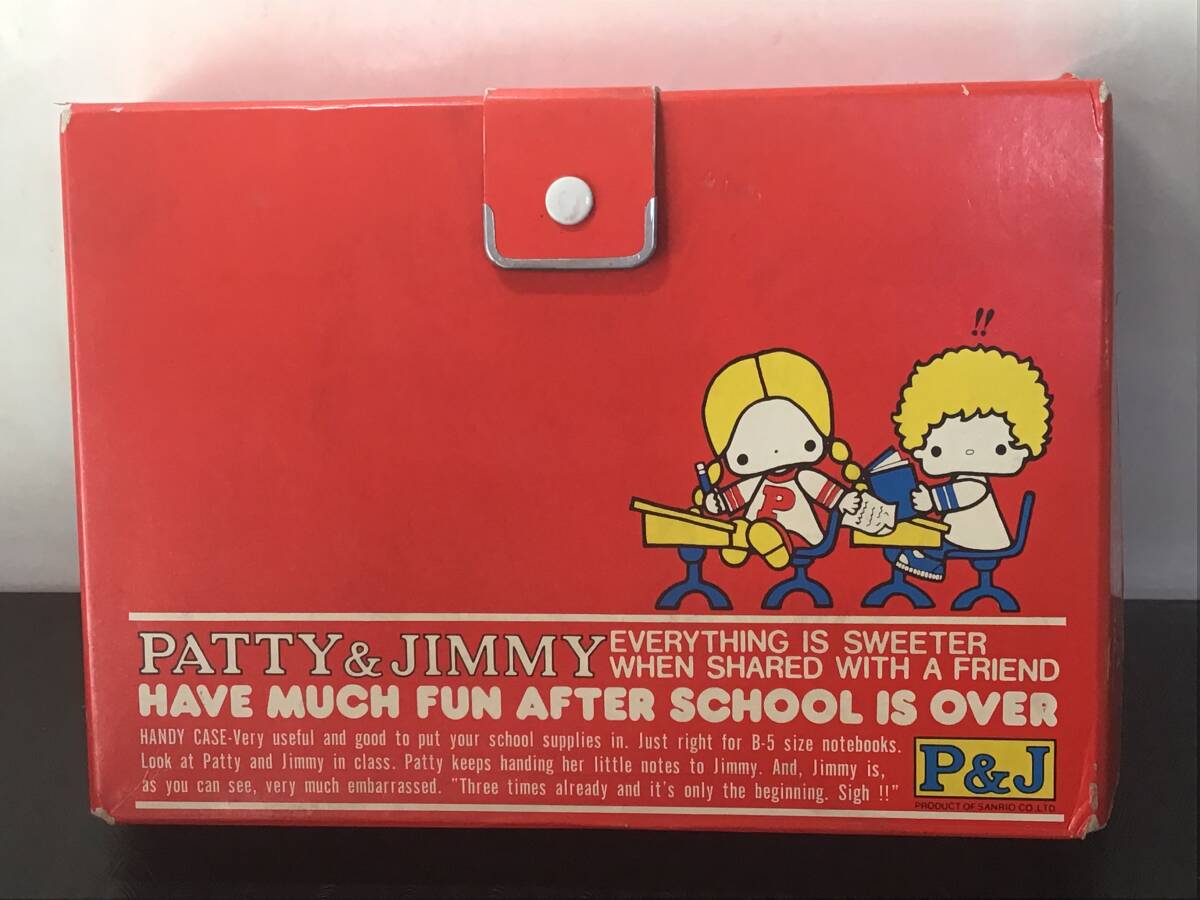 !!
P
PATTY & JIMMY
EVERYTHING IS SWEETER
WHEN SHARED WITH A FRIEND
HAVE MUCH FUN AFTER SCHOOL IS OVER
HANDY CASE-Very useful and good to put your school supplies in. Just right for B-5 size notebooks.
Look at Patty and Jimmy in class. Patty keeps handing her little notes to Jimmy. And, Jimmy is,
as you can see, very much embarrassed. "Three times already and it's only the beginning. Sigh !!"
P&J
PRODUCT OF SANRIO CO.,LTD